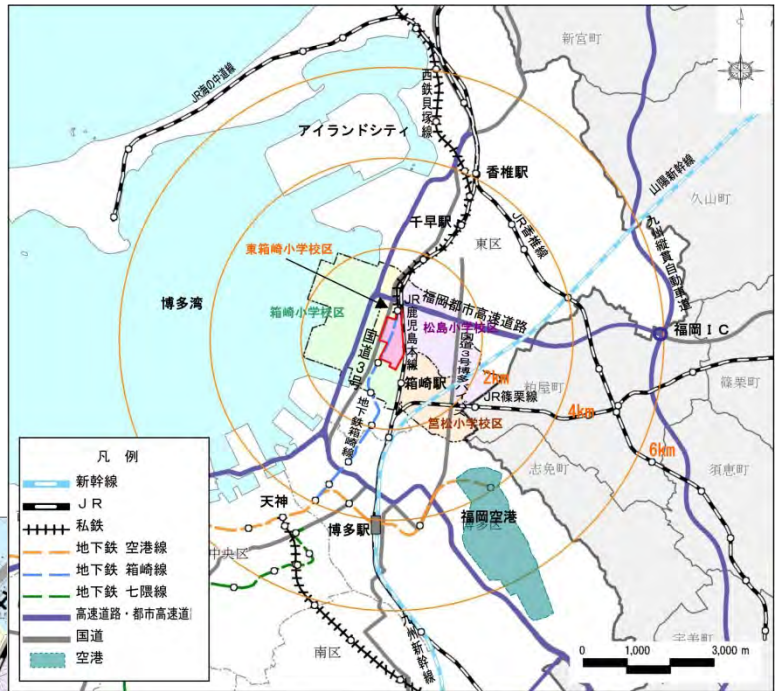 新宮町
JR海の中道線
西鉄貝塚線
アイランドシティ
香椎駅
山陽新幹線
久山町
千早駅
JR香椎線
九州縦貫自動車道
東区
東箱崎小学校区
博多湾
箱崎小学校区
JR鹿児島本線
福岡都市高速道路
国道3号
松島小学校区
国道3号博多バイパス
福岡IC
箱崎駅
2km
粕屋町
篠栗町
JR篠栗線
4km
地下鉄箱崎線
筥松小学校区
6km
志免町
須恵町
天神
福岡空港
博多駅
博多区
中央区
九州新幹線
南区
宇美町
凡 例
新幹線
JR
私鉄
地下鉄 空港線
地下鉄 箱崎線
地下鉄 七隈線
高速道路・都市高速道
国道
空港
0 1,000 3,000 m